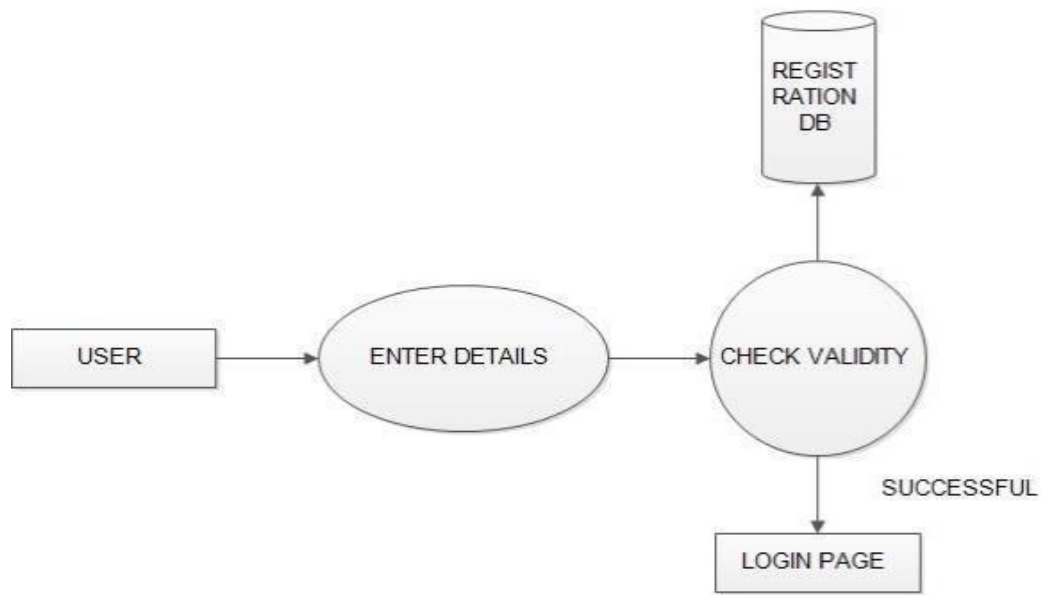 REGIST
RATION
DB
USER
ENTER DETAILS
CHECK VALIDITY
SUCCESSFUL
LOGIN PAGE